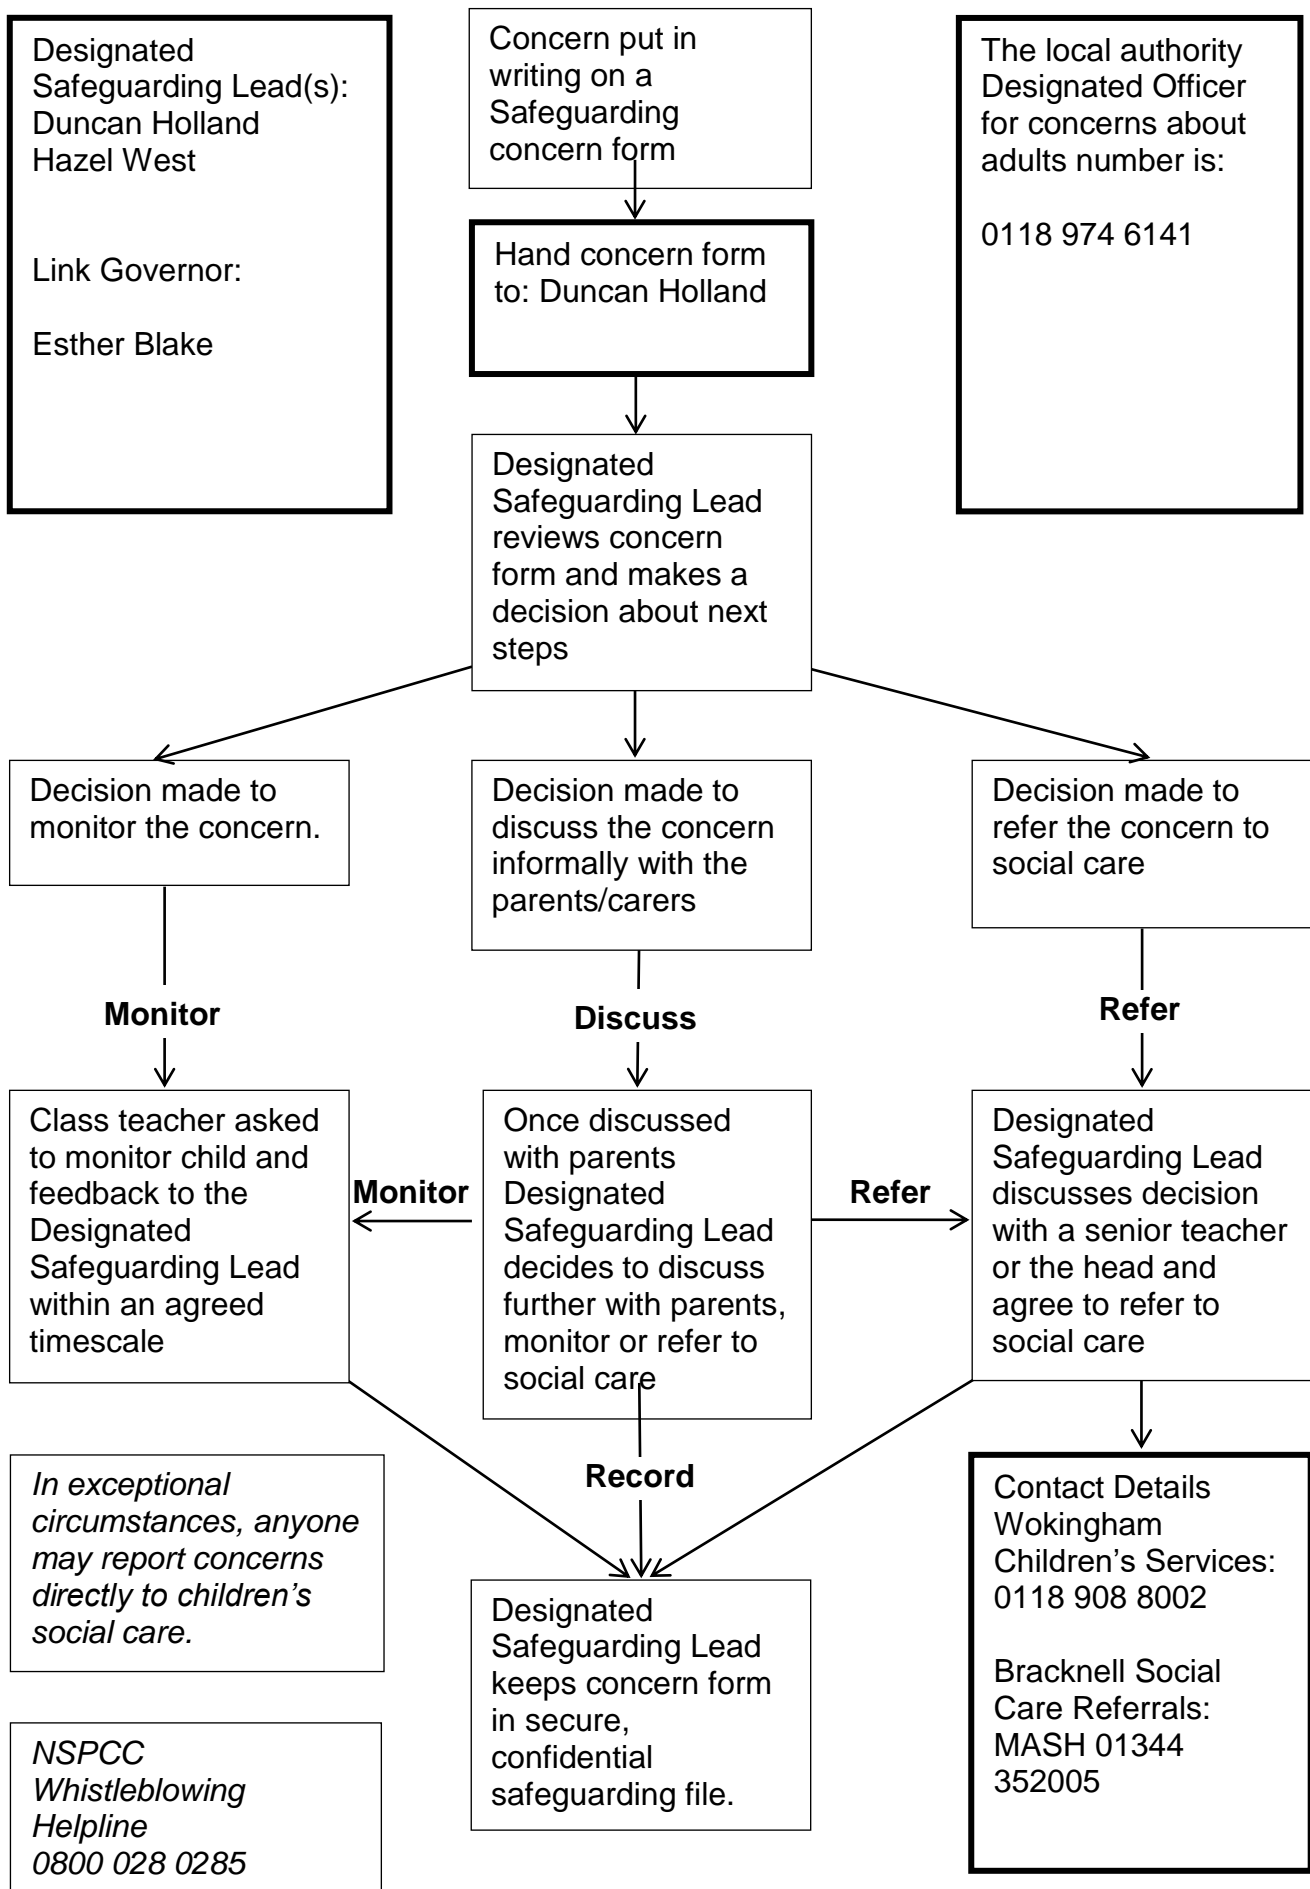 Designated
Safeguarding Lead(s):
Duncan Holland
Hazel West
Link Governor:
Esther Blake
Concern put in
writing on a
Safeguarding
concern form
The local authority
Designated Officer
for concerns about
adults number is:
0118 974 6141
Hand concern form
to: Duncan Holland
Designated
Safeguarding Lead
reviews concern
form and makes a
decision about next
steps
Decision made to
monitor the concern.
Decision made to
discuss the concern
informally with the
parents/carers
Decision made to
refer the concern to
social care
Monitor
Discuss
Refer
Class teacher asked
to monitor child and
feedback to the
Designated
Safeguarding Lead
within an agreed
timescale
Monitor
Once discussed
with parents
Designated
Safeguarding Lead
decides to discuss
further with parents,
monitor or refer to
social care
Refer
Designated
Safeguarding Lead
discusses decision
with a senior teacher
or the head and
agree to refer to
social care
In exceptional
circumstances, anyone
may report concerns
directly to children's
social care.
Record
Contact Details
Wokingham
Children's Services:
0118 908 8002
Bracknell Social
Care Referrals:
MASH 01344
352005
Designated
Safeguarding Lead
keeps concern form
in secure,
confidential
safeguarding file.
NSPCC
Whistleblowing
Helpline
0800 028 0285